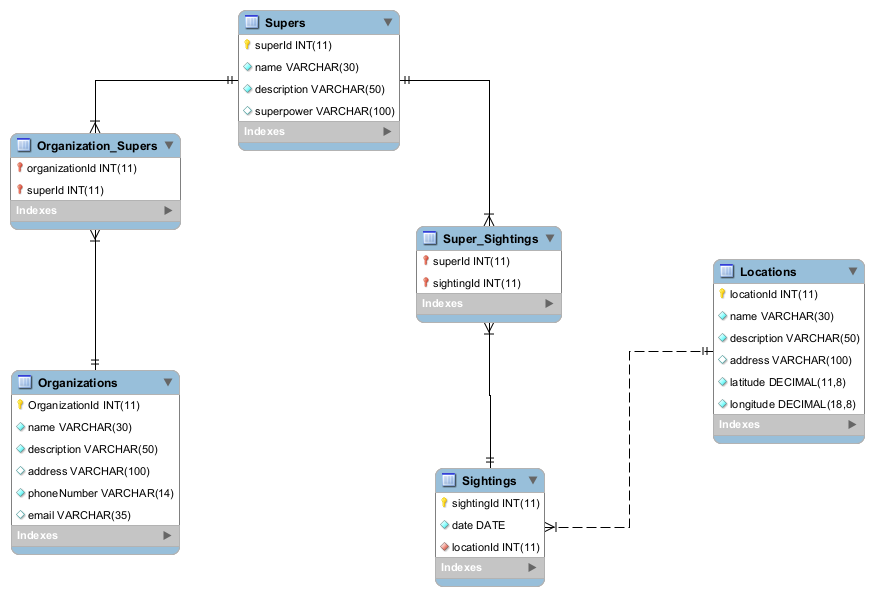 Supers
superId INT(11)
name VARCHAR(30)
description VARCHAR(50)
superpower VARCHAR(100)
Indexes
Organization_Supers
organizationId INT(11)
superId INT(11)
Indexes
Super_Sightings
superId INT(11)
sightingId INT(11)
Indexes
Locations
locationId INT(11)
name VARCHAR(30)
description VARCHAR(50)
address VARCHAR(100)
latitude DECIMAL(11,8)
longitude DECIMAL(18,8)
Indexes
Organizations
OrganizationId INT(11)
name VARCHAR(30)
description VARCHAR(50)
address VARCHAR(100)
phoneNumber VARCHAR(14)
email VARCHAR(35)
Indexes
Sightings
sightingId INT(11)
date DATE
locationId INT(11)
Indexes